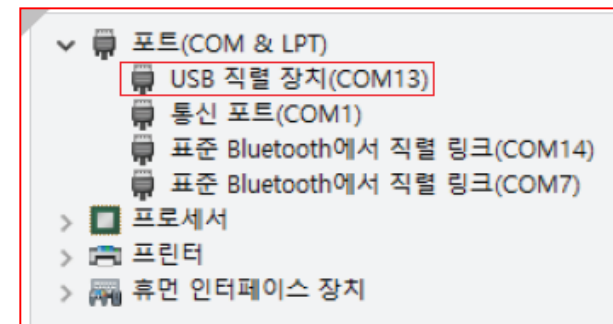 포트(COM & LPT)
USB 직렬 장치(COM13)
통신 포트(COM1)
표준 Bluetooth에서 직렬 링크(COM14)
표준 Bluetooth에서 직렬 링크(COM7)
프로세서
프린터
휴먼 인터페이스 장치